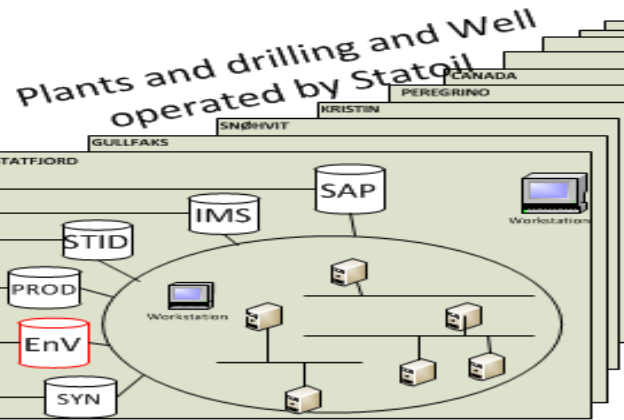 Plants and drilling and Well
operated by Statoil
CANADA
PEREGRINO
KRISTIN
SNØHVIT
GULLFAKS
TATFJORD
SAP
IMS
Workstation
STID
PROD
Workstation
EnV
SYN